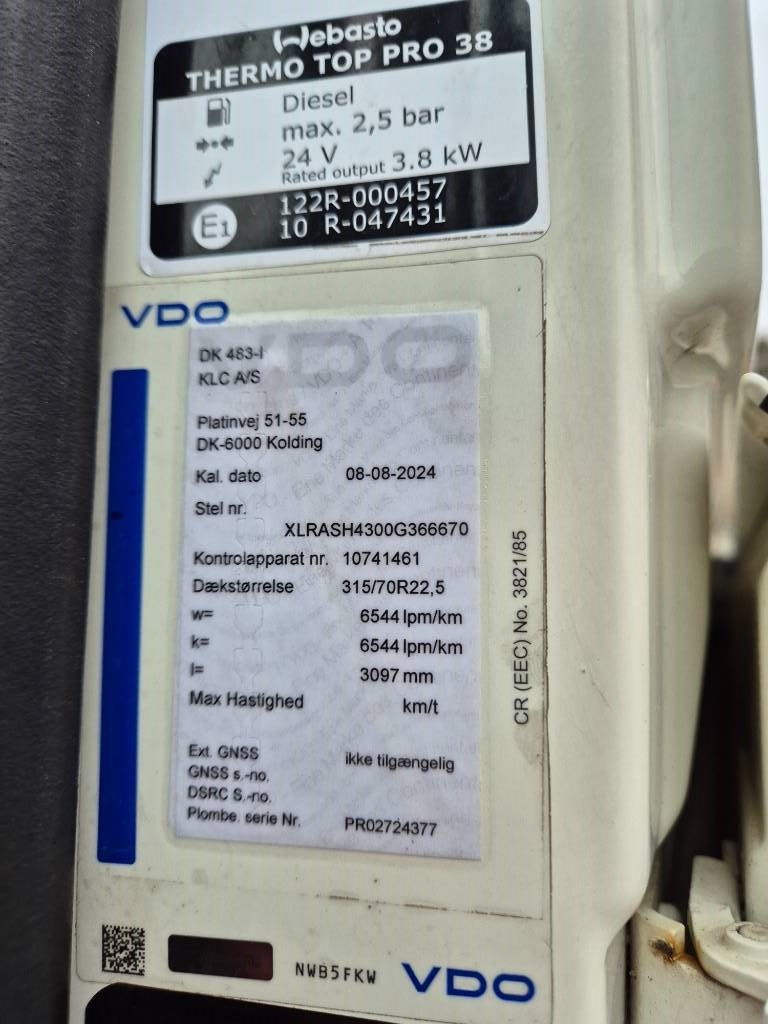 Webasto
THERMO TOP PRO 38
Diesel
max. 2,5 bar
24 V
Rated output 3.8 kW
E1
122R-000457
10 R-047431
VDO
DK 483-I
KLC A/S
Platinvej 51-55
DK-6000 Kolding
Kal. dato 08-08-2024
Stel nr.
XLRASH4300G366670
Kontrolapparat nr. 10741461
Dækstørrelse 315/70R22,5
w= 6544 lpm/km
k= 6544 lpm/km
l= 3097 mm
Max Hastighed km/t
Ext. GNSS ikke tilgængelig
GNSS s.-no.
DSRC S.-no.
Plombe. serie Nr. PR02724377
CR (EEC) No. 3821/85
NWB5FKW VDO